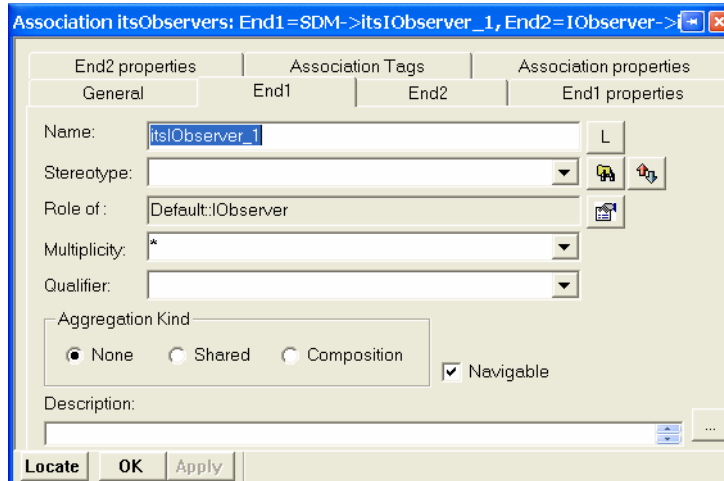 Association itsObservers: End1=SDM->itsIObserver_1, End2=IObserver->i
End2 properties Association Tags Association properties
General End1 End2 End1 properties
Name: itsIObserver_1 L
Stereotype:
Role of : Default::IObserver
Multiplicity: *
Qualifier:
Aggregation Kind
None Shared Composition
Navigable
Description:
...
Locate OK Apply